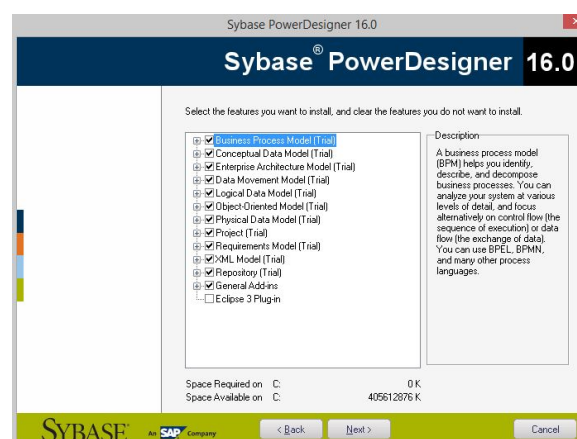 Sybase PowerDesigner 16.0
Sybase® PowerDesigner 16.0
Select the features you want to install, and clear the features you do not want to install.
Business Process Model (Trial)
Conceptual Data Model (Trial)
Enterprise Architecture Model (Trial)
Data Movement Model (Trial)
Logical Data Model (Trial)
Object-Oriented Model (Trial)
Physical Data Model (Trial)
Project (Trial)
Requirements Model (Trial)
XML Model (Trial)
Repository (Trial)
General Add-ins
Eclipse 3 Plug-in
Description
A business process model
(BPM) helps you identify,
describe, and decompose
business processes. You can
analyze your system at various
levels of detail, and focus
alternatively on control flow (the
sequence of execution) or data
flow (the exchange of data).
You can use BPEL, BPMN,
and many other process
languages.
Space Required on C: 0 K
Space Available on C: 405612876 K
SYBASE An SAP Company
< Back Next > Cancel